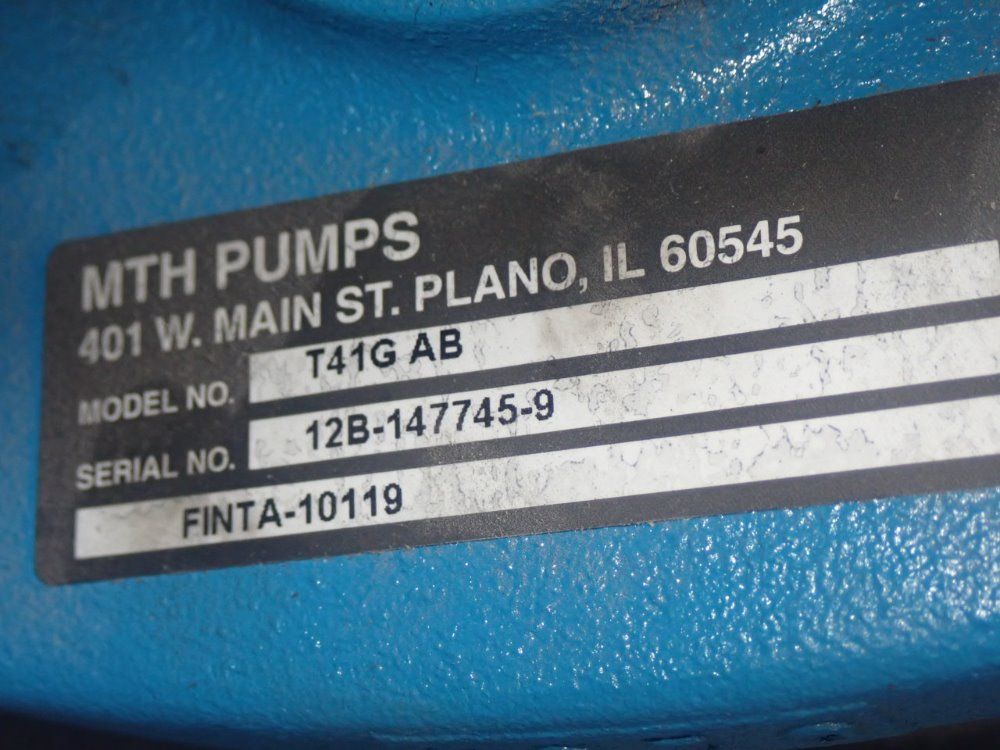 MTH PUMPS
401 W. MAIN ST. PLANO, IL 60545
MODEL NO. T41G AB
SERIAL NO. 12B-147745-9
FINTA-10119